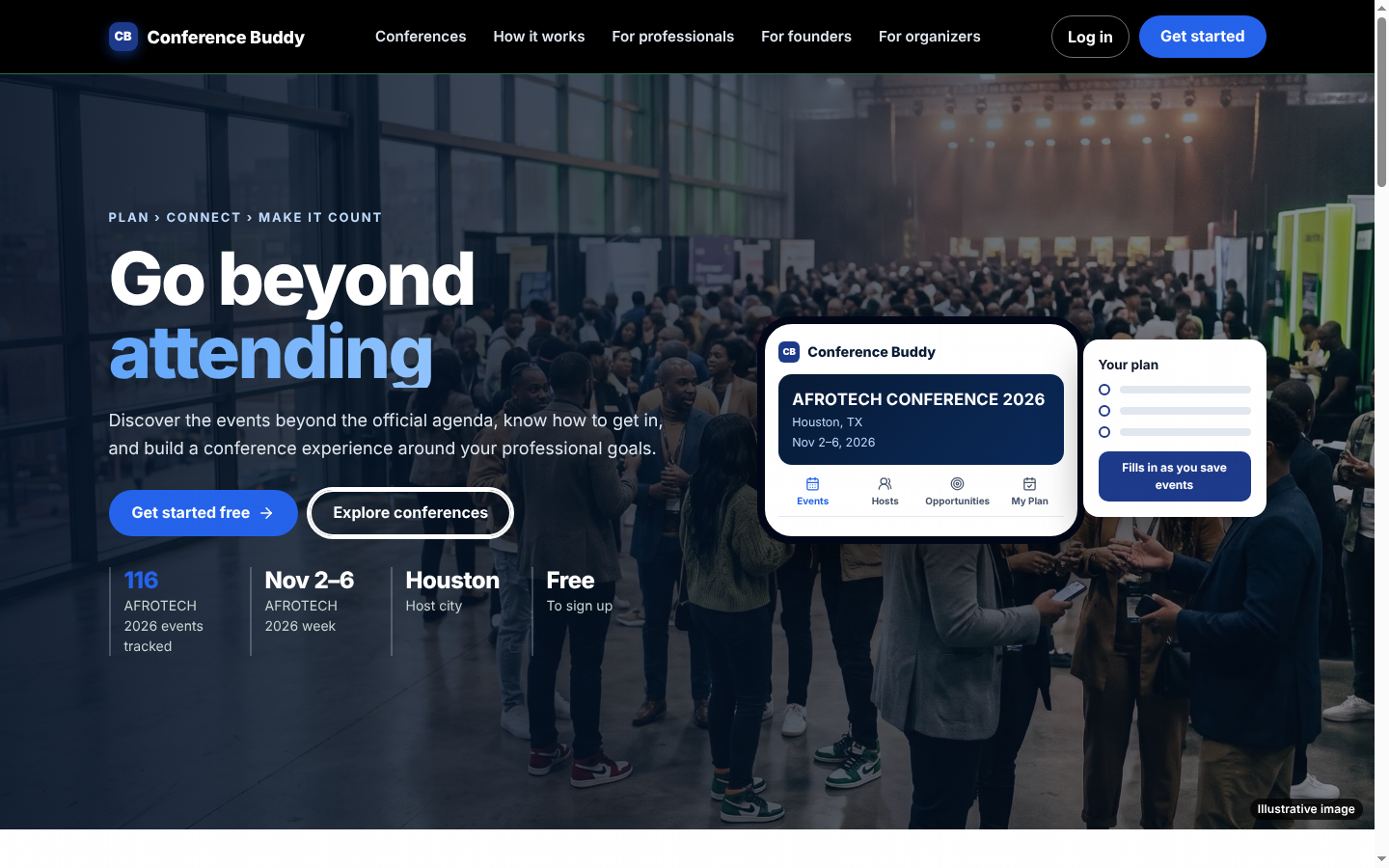 CB Conference Buddy
Conferences How it works For professionals For founders For organizers
Log in Get started
PLAN › CONNECT › MAKE IT COUNT
Go beyond
attending
Discover the events beyond the official agenda, know how to get in,
and build a conference experience around your professional goals.
Get started free → Explore conferences
116
AFROTECH
2026 events
tracked
Nov 2–6
AFROTECH
2026 week
Houston
Host city
Free
To sign up
CB Conference Buddy
AFROTECH CONFERENCE 2026
Houston, TX
Nov 2–6, 2026
Events Hosts Opportunities My Plan
Your plan
Fills in as you save
events
Illustrative image